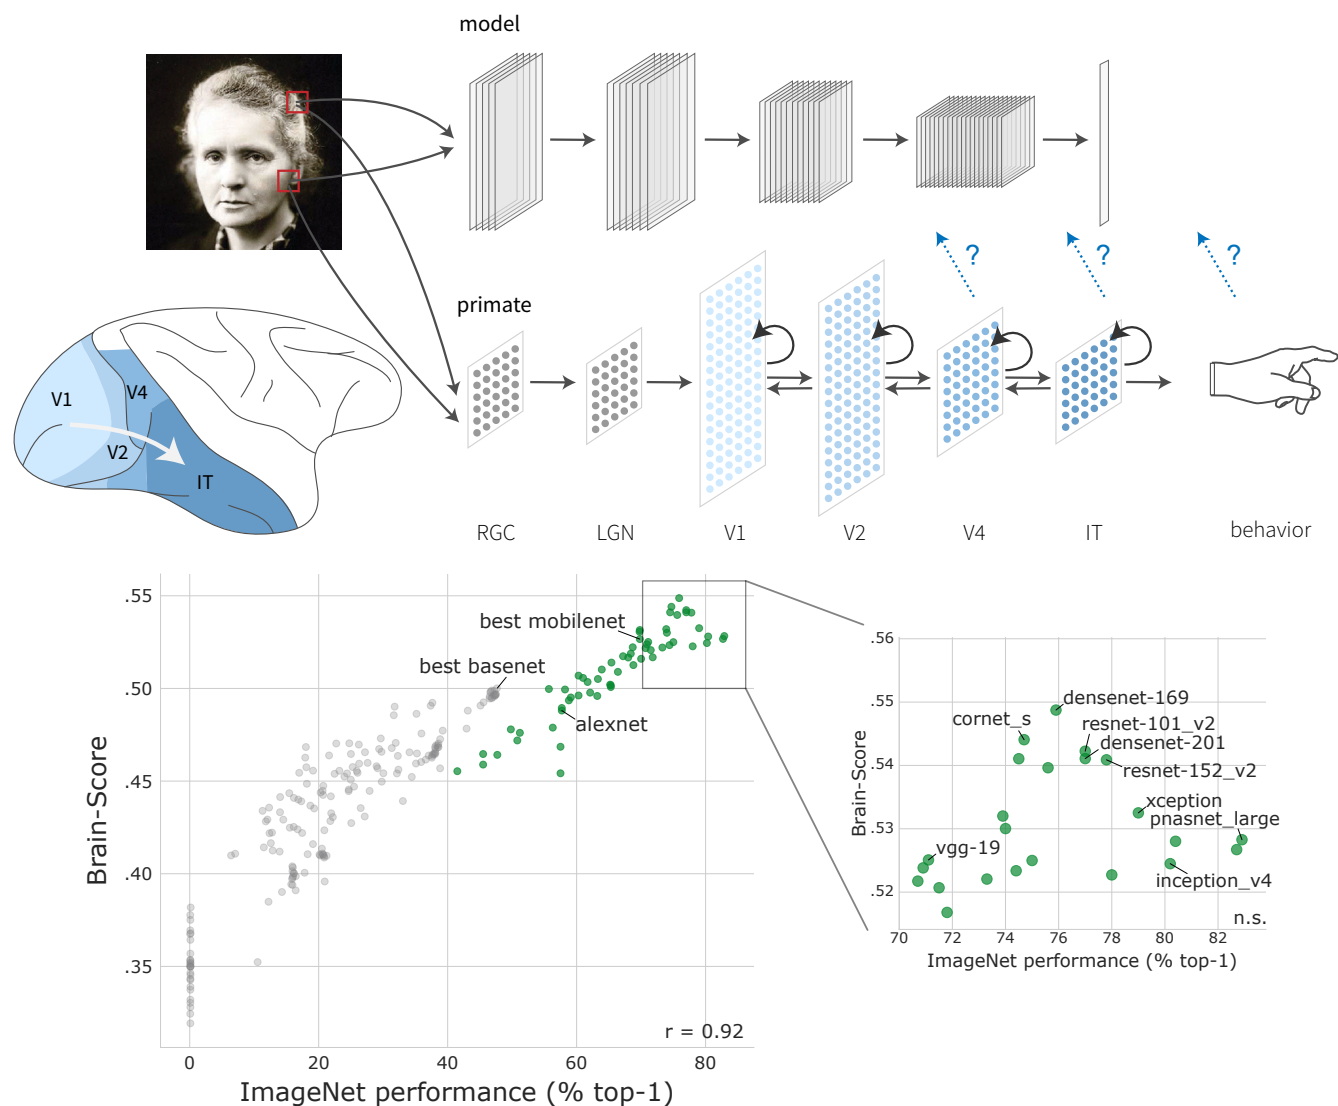 model
primate
?
?
?
V1
V4
V2
IT
RGC
LGN
V1
V2
V4
IT
behavior
Brain-Score
.55
.50
.45
.40
.35
best mobilenet
best basenet
alexnet
r = 0.92
0
20
40
60
80
ImageNet performance (% top-1)
Brain-Score
.56
.55
.54
.53
.52
densenet-169
cornet_s
resnet-101_v2
densenet-201
resnet-152_v2
xception
pnasnet_large
vgg-19
inception_v4
n.s.
70
72
74
76
78
80
82
ImageNet performance (% top-1)